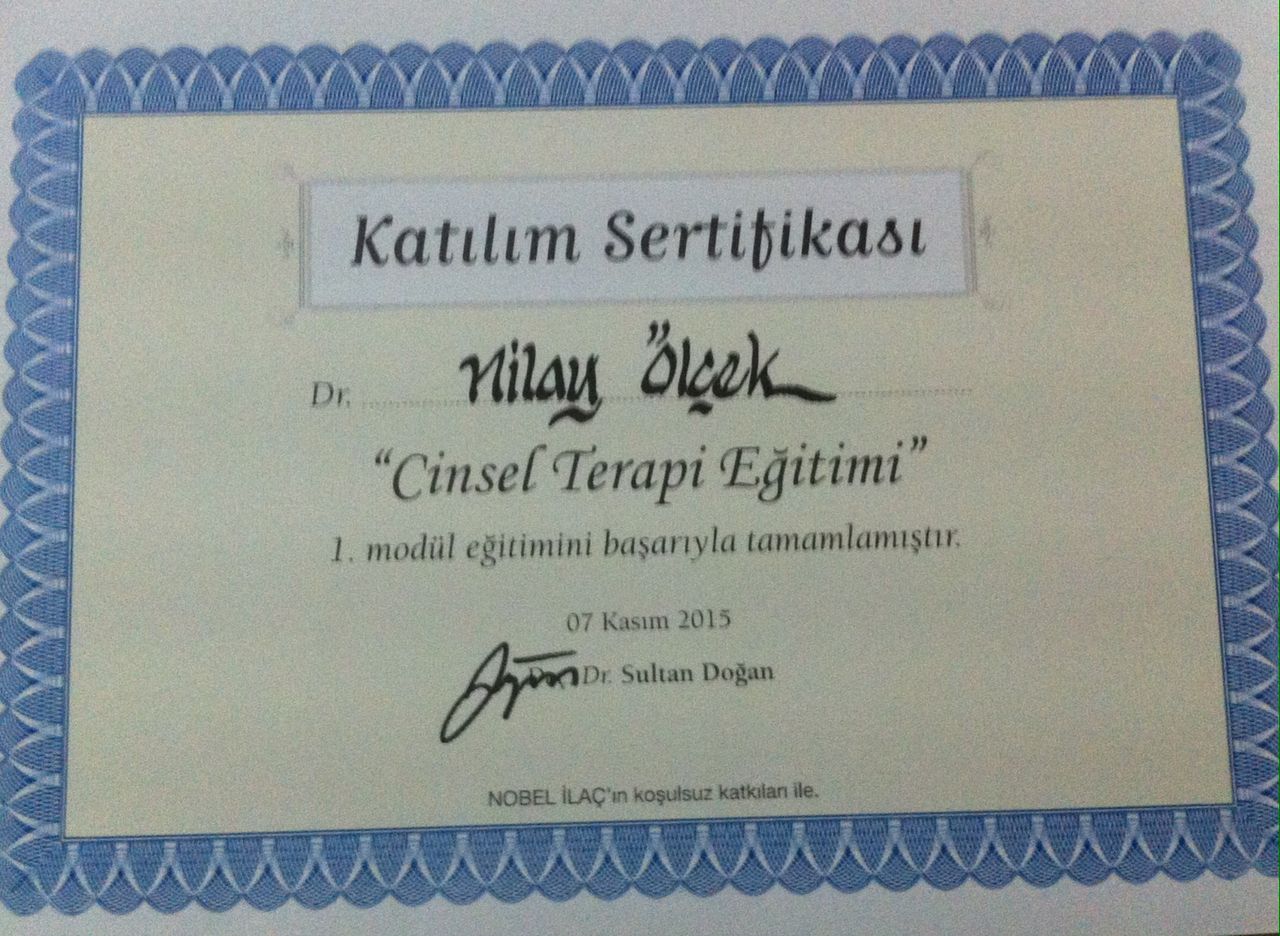 Katılım Sertifikası
Dr. Nilay Ölçek
“Cinsel Terapi Eğitimi”
1. modül eğitimini başarıyla tamamlamıştır.
07 Kasım 2015
Dr. Sultan Doğan
NOBEL İLAÇ'ın koşulsuz katkıları ile.